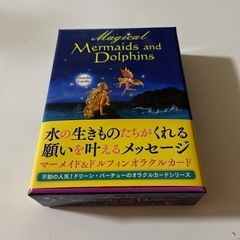 Magical
Mermaids and
Dolphins
Oracle Cards
水の生きものたちがくれる
願いを叶えるメッセージ
マーメイド&ドルフィンオラクルカード
不動の人気!ドリーン・バーチューのオラクルカードシリーズ